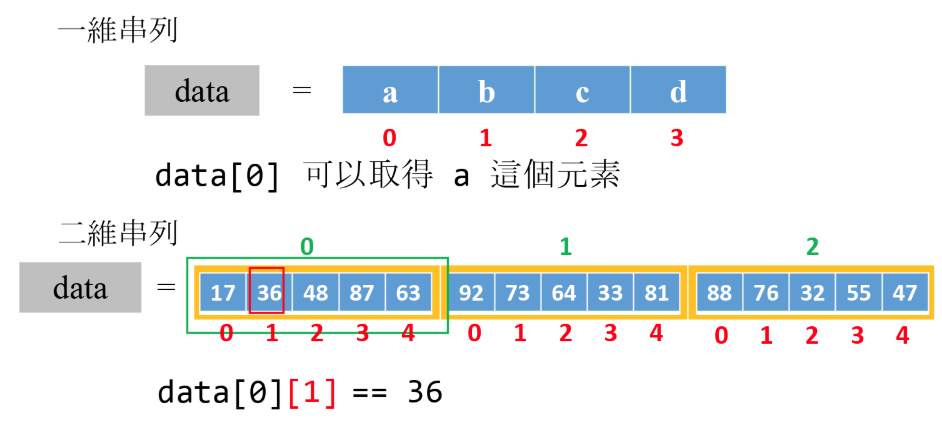 一維串列
data = a b c d
0 1 2 3
data[0] 可以取得 a 這個元素
二維串列
0 1 2
data = 17 36 48 87 63 92 73 64 33 81 88 76 32 55 47
0 1 2 3 4 0 1 2 3 4 0 1 2 3 4
data[0][1] == 36